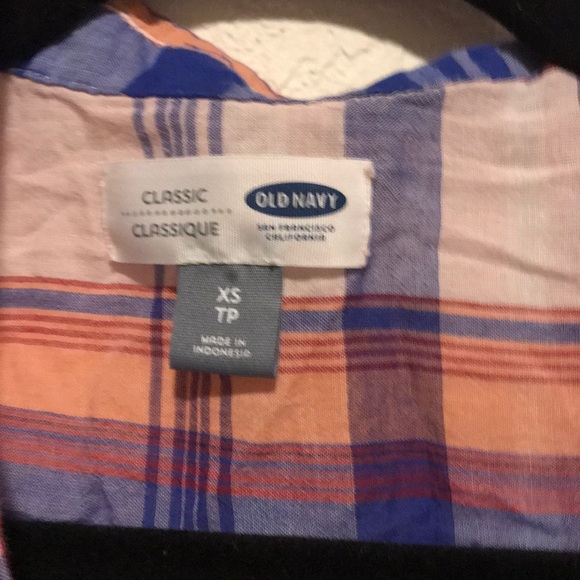 CLASSIC
CLASSIQUE
OLD NAVY
SAN FRANCISCO
CALIFORNIA
XS
TP
MADE IN
INDONESIA